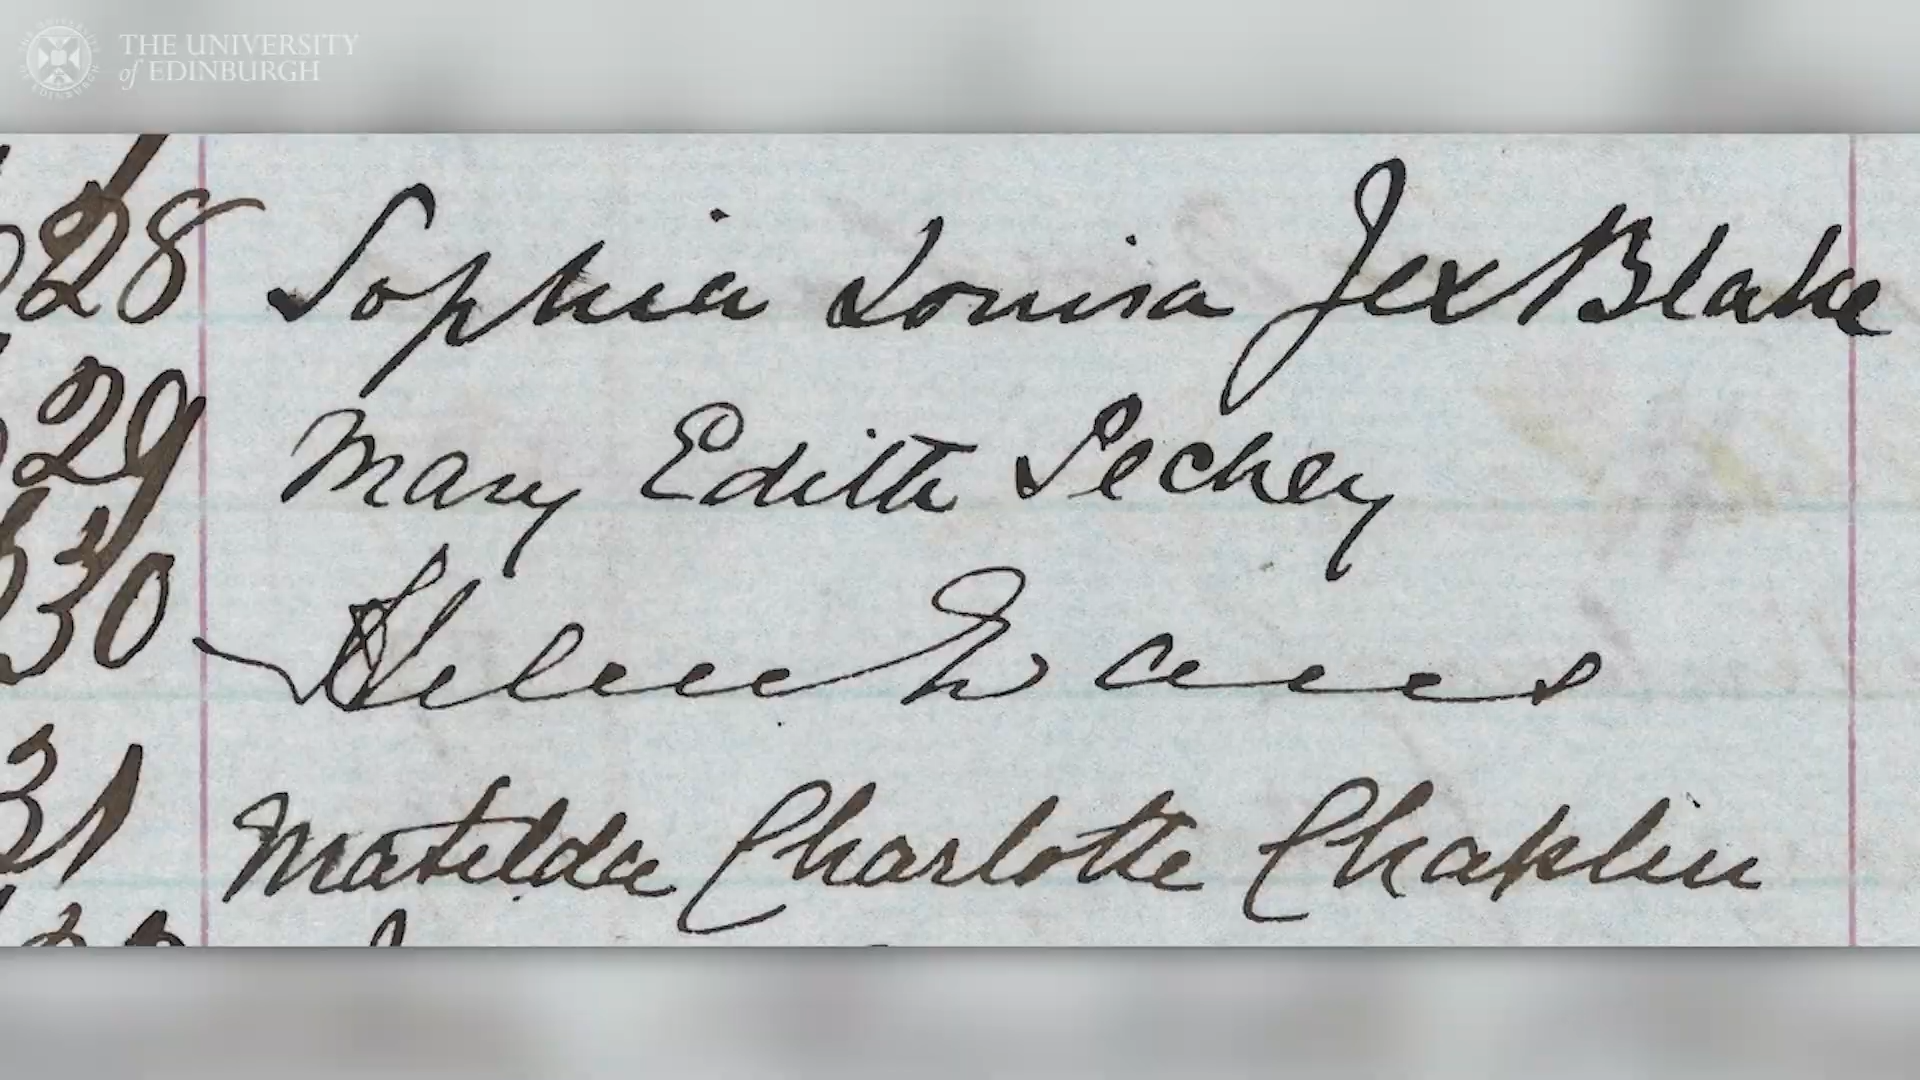 THE UNIVERSITY
of EDINBURGH
28 Sophia Louisa Jex Blake
29 Mary Edith Pechey
30 Helen Evans
31 Matilda Charlotte Chaplin